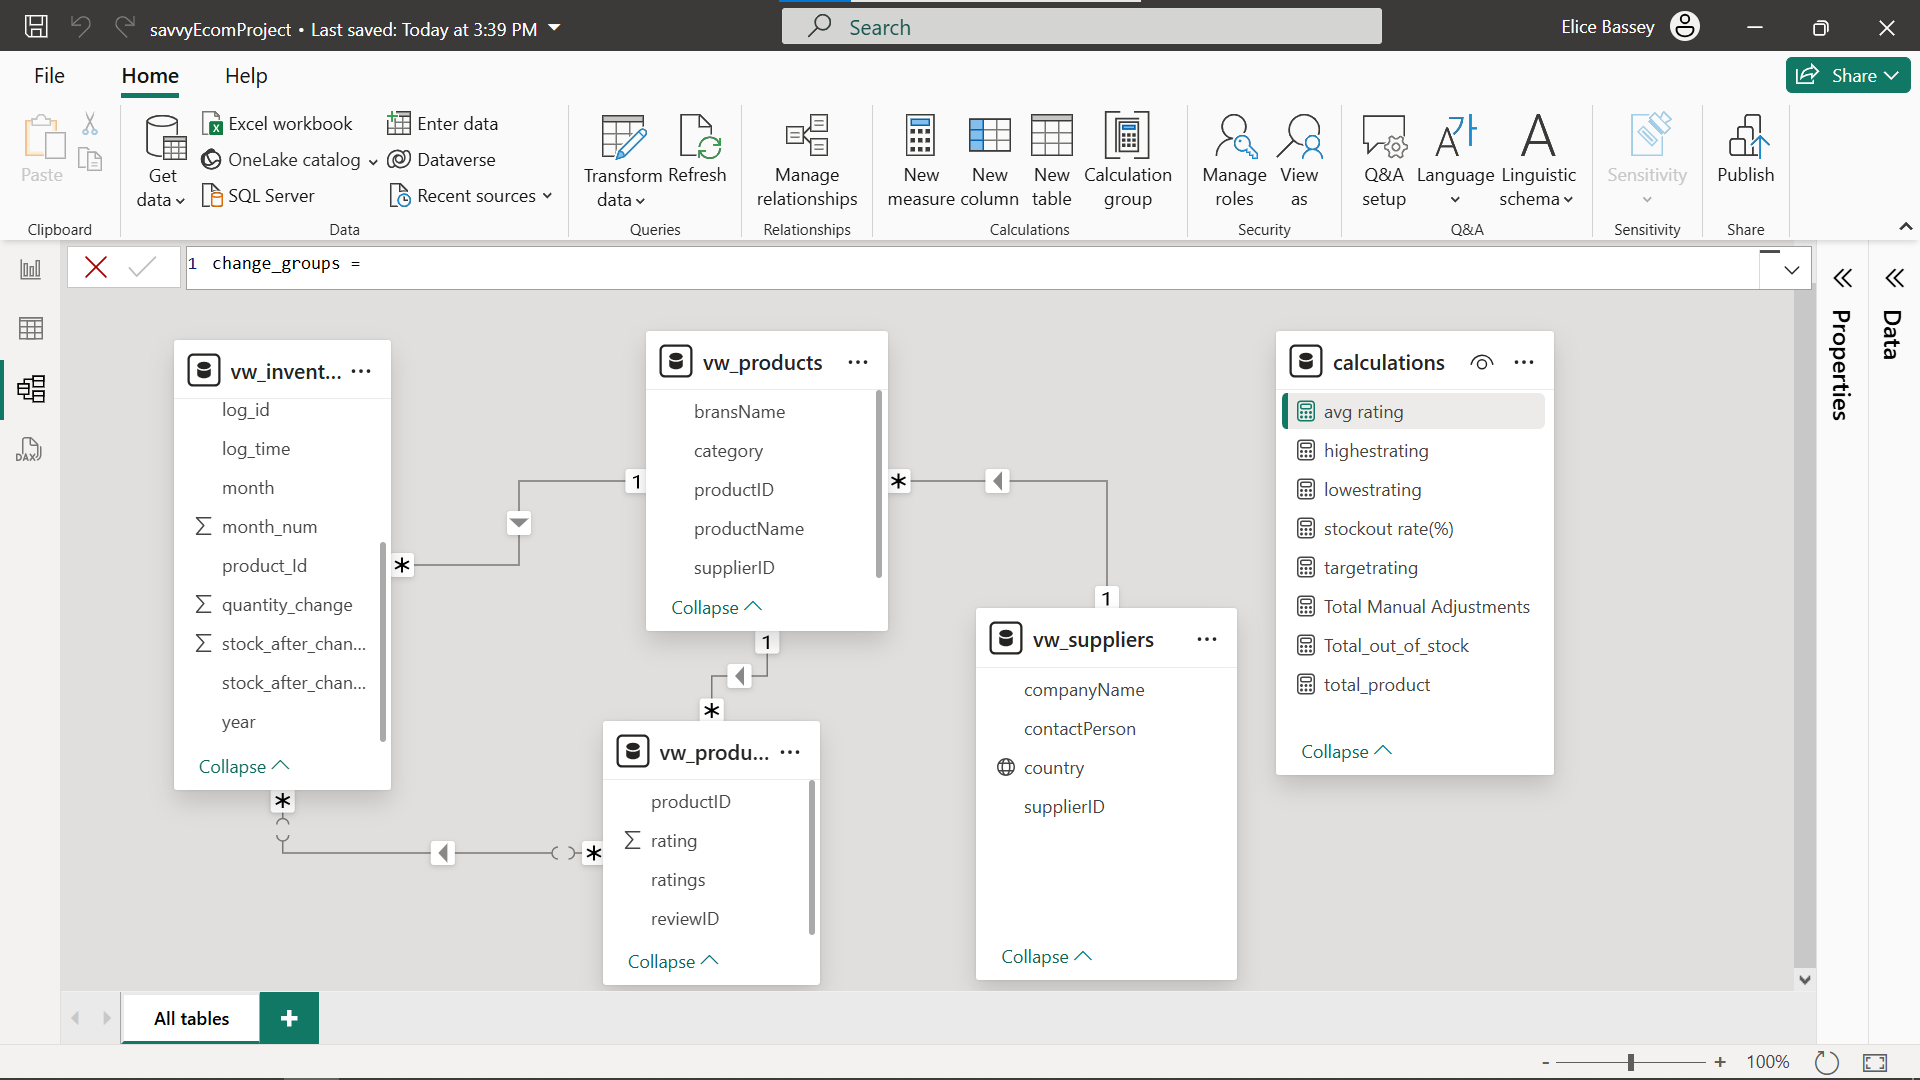 savvyEcomProject • Last saved: Today at 3:39 PM
Search
Elice Bassey
File
Home
Help
Share
Paste
Clipboard
Get data
Excel workbook
OneLake catalog
SQL Server
Enter data
Dataverse
Recent sources
Data
Transform data
Refresh
Queries
Manage relationships
Relationships
New measure
New column
New table
Calculation group
Calculations
Manage roles
View as
Security
Q&A setup
Language
Linguistic schema
Q&A
Sensitivity
Sensitivity
Publish
Share
1 change_groups =
DAX
vw_invent...
log_id
log_time
month
month_num
product_Id
quantity_change
stock_after_chan...
stock_after_chan...
year
Collapse
vw_products
bransName
category
productID
productName
supplierID
Collapse
vw_produ...
productID
rating
ratings
reviewID
Collapse
vw_suppliers
companyName
contactPerson
country
supplierID
Collapse
calculations
avg rating
highestrating
lowestrating
stockout rate(%)
targetrating
Total Manual Adjustments
Total_out_of_stock
total_product
Collapse
1
*
*
1
1
*
*
*
Properties
Data
All tables
+
- + 100%